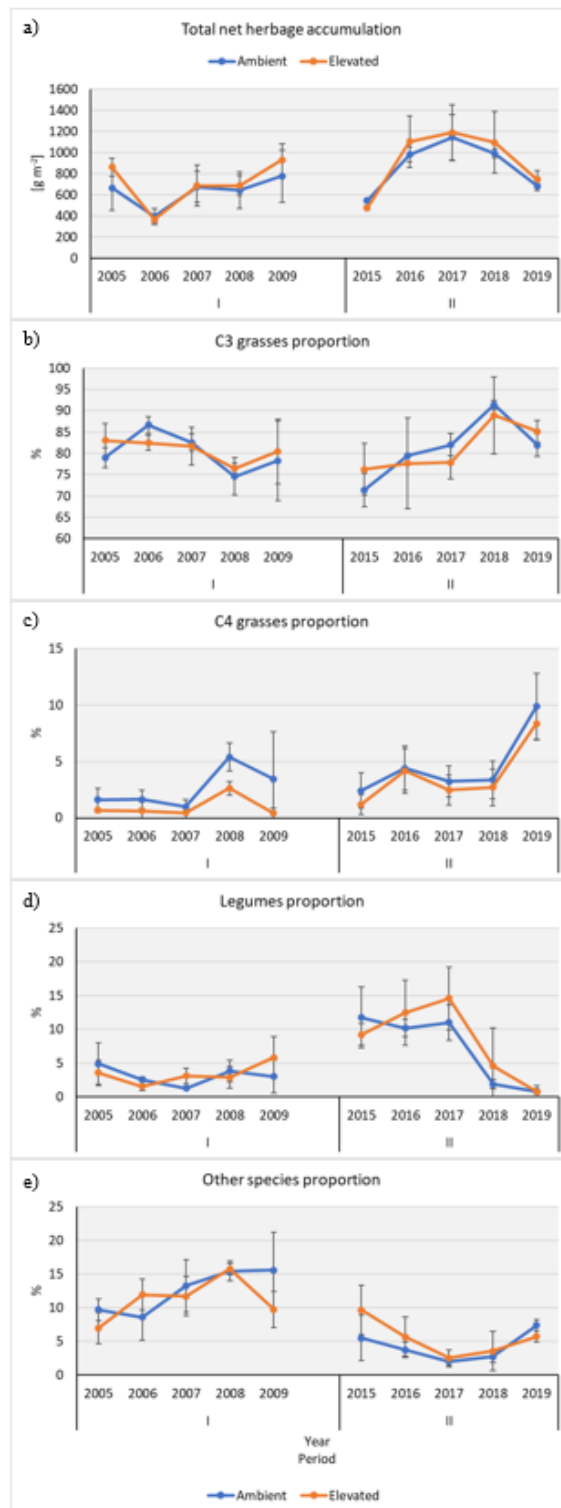 a) Total net herbage accumulation
Ambient Elevated
[g m-2]
1600
1400
1200
1000
800
600
400
200
0
2005 2006 2007 2008 2009 2015 2016 2017 2018 2019
I II
b) C3 grasses proportion
%
100
95
90
85
80
75
70
65
60
2005 2006 2007 2008 2009 2015 2016 2017 2018 2019
I II
c) C4 grasses proportion
%
15
10
5
0
2005 2006 2007 2008 2009 2015 2016 2017 2018 2019
I II
d) Legumes proportion
%
25
20
15
10
5
0
2005 2006 2007 2008 2009 2015 2016 2017 2018 2019
I II
e) Other species proportion
%
25
20
15
10
5
0
2005 2006 2007 2008 2009 2015 2016 2017 2018 2019
I II
Year
Period
Ambient Elevated